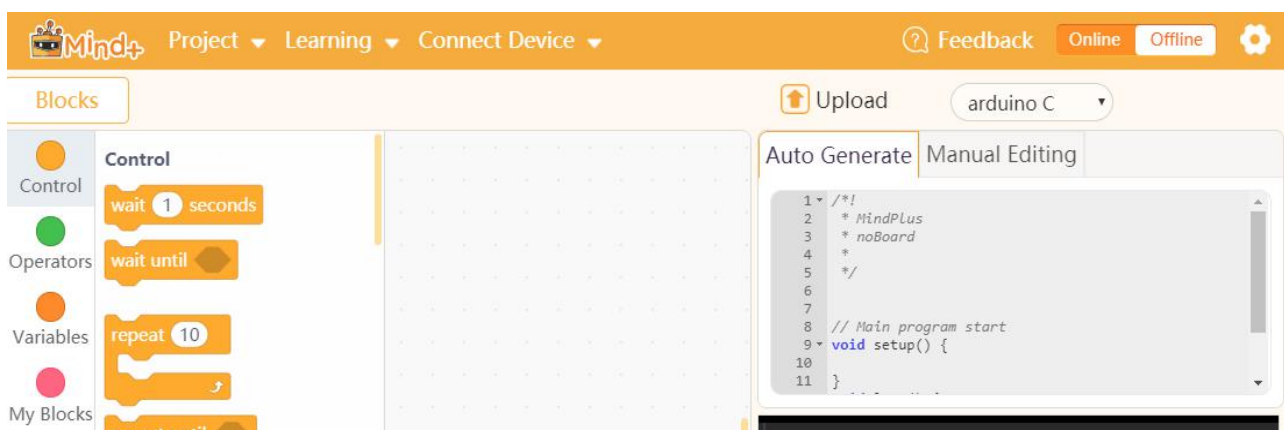 Mind+ Project Learning Connect Device Feedback Online Offline
Blocks
Upload arduino C
Control
Operators
Variables
My Blocks
Control
wait 1 seconds
wait until
repeat 10
Auto Generate Manual Editing
1 /*!
2 * MindPlus
3 * noBoard
4 *
5 */
6
7
8 // Main program start
9 void setup() {
10
11 }